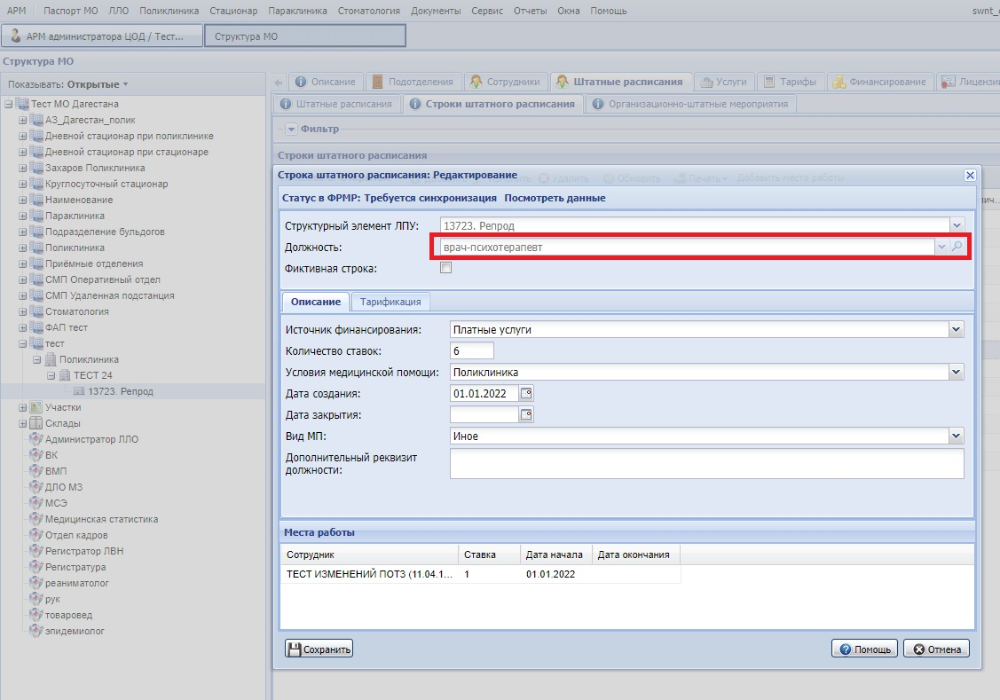 АРМ Паспорт МО ЛЛО Поликлиника Стационар Параклиника Стоматология Документы Сервис Отчеты Окна Помощь
АРМ администратора ЦОД / Тест... Структура МО
Структура МО
Показывать: Открытые
Описание Подотделения Сотрудники Штатные расписания Услуги Тарифы Финансирование
Штатные расписания Строки штатного расписания Организационно-штатные мероприятия
Фильтр
Строки штатного расписания
Тест МО Дагестана
АЗ_Дагестан_полик
Дневной стационар при поликлинике
Дневной стационар при стационаре
Захаров Поликлиника
Круглосуточный стационар
Наименование
Параклиника
Подразделение бульдогов
Поликлиника
Приёмные отделения
СМП Оперативный отдел
СМП Удаленная подстанция
Стоматология
ФАП тест
тест
Поликлиника
ТЕСТ 24
13723. Репрод
Участки
Склады
Администратор ЛЛО
ВК
ВМП
ДЛО МЗ
МСЭ
Медицинская статистика
Отдел кадров
Регистратор ЛВН
Регистратура
реаниматолог
рук
товаровед
эпидемиолог
Строка штатного расписания: Редактирование
Удалить Обновить Печать Добавить место работы
Статус в ФРМР: Требуется синхронизация Посмотреть данные
Структурный элемент ЛПУ: 13723. Репрод
Должность: врач-психотерапевт
Фиктивная строка:
Описание Тарификация
Источник финансирования: Платные услуги
Количество ставок: 6
Условия медицинской помощи: Поликлиника
Дата создания: 01.01.2022
Дата закрытия:
Вид МП: Иное
Дополнительный реквизит
должности:
Места работы
Сотрудник Ставка Дата начала Дата окончания
ТЕСТ ИЗМЕНЕНИЙ ПОТЗ (11.04.1... 1 01.01.2022
Сохранить Помощь Отмена